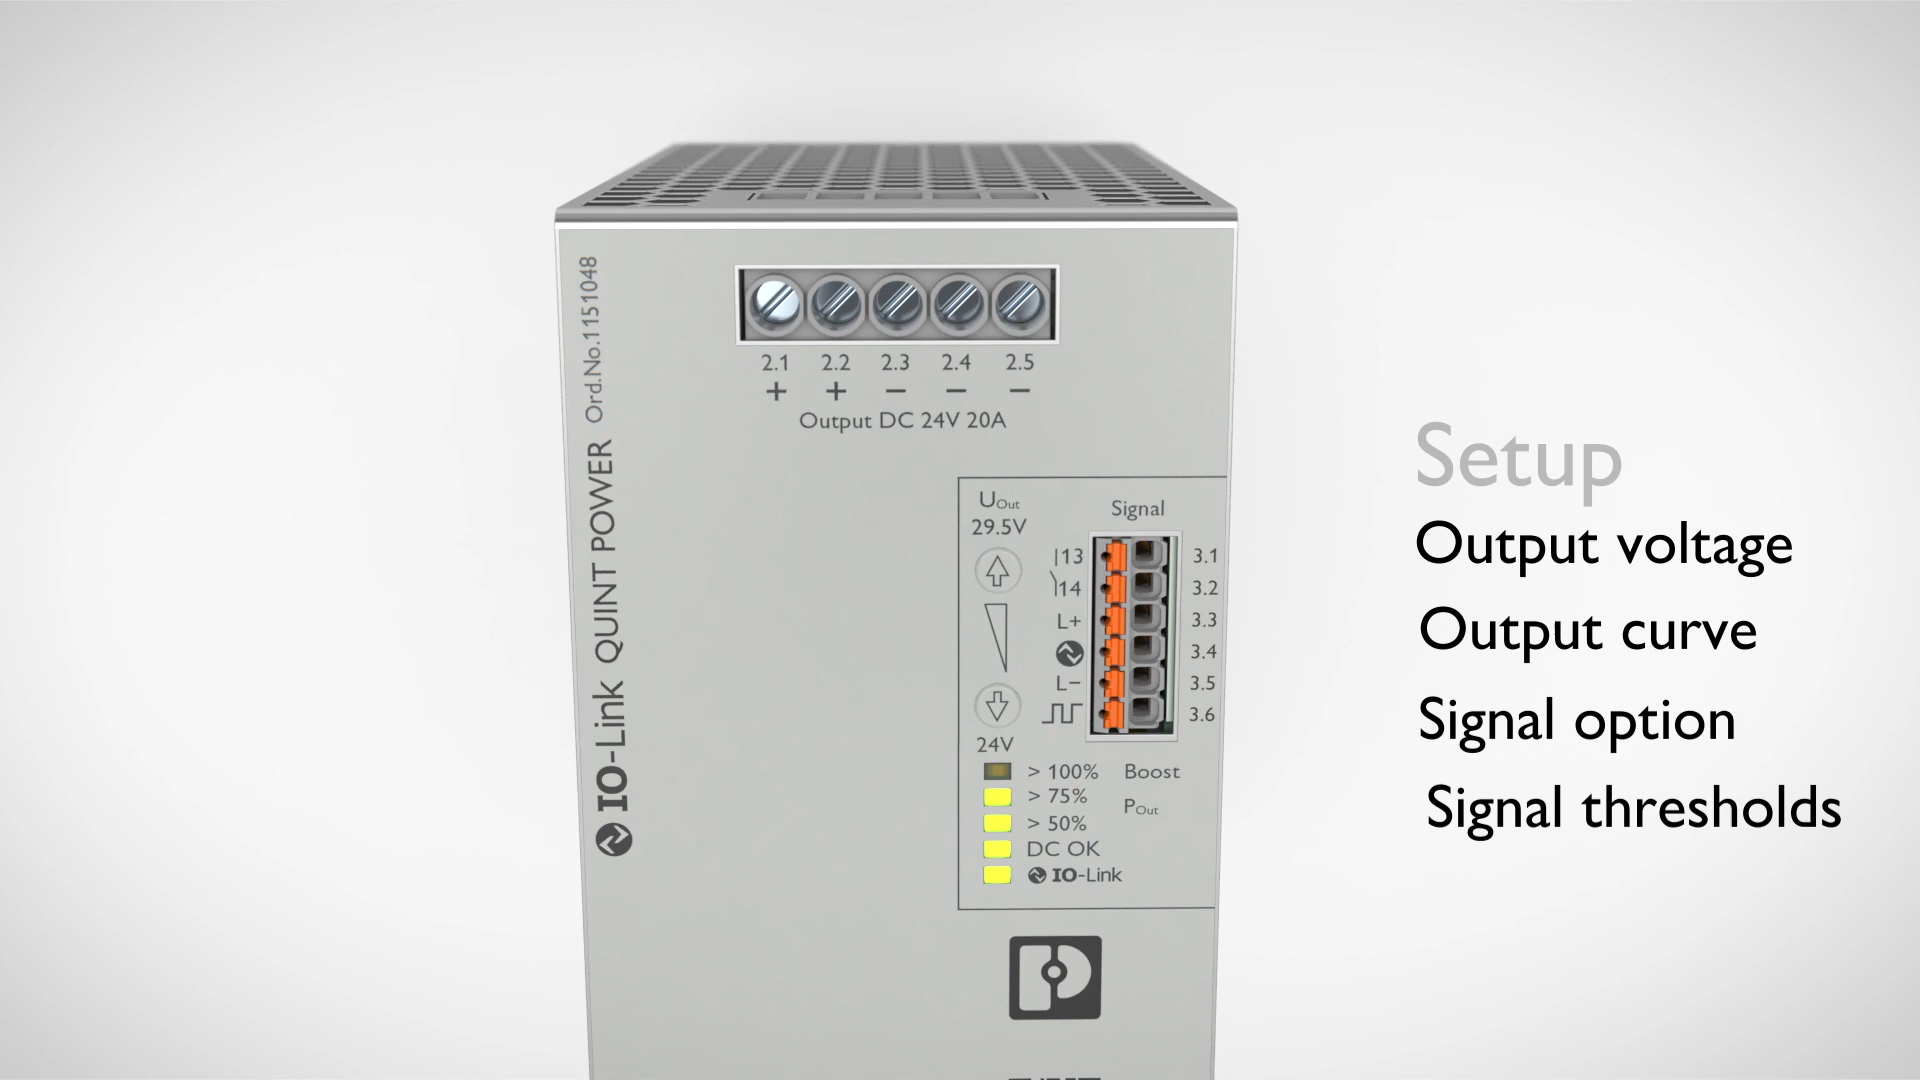 Ord.No.1151048
IO-Link QUINT POWER
2.1 2.2 2.3 2.4 2.5
+ + − − −
Output DC 24V 20A
UOut
29.5V
24V
Signal
13 3.1
14 3.2
L+ 3.3
3.4
L− 3.5
3.6
> 100% Boost
> 75%
POut
> 50%
DC OK
IO-Link
Setup
Output voltage
Output curve
Signal option
Signal thresholds